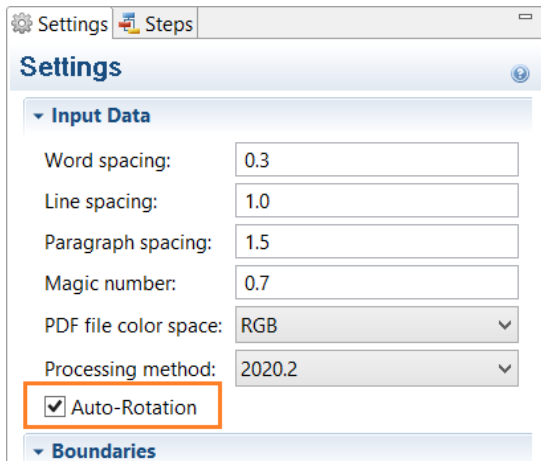 Settings Steps
Settings
Input Data
Word spacing: 0.3
Line spacing: 1.0
Paragraph spacing: 1.5
Magic number: 0.7
PDF file color space: RGB
Processing method: 2020.2
Auto-Rotation
Boundaries